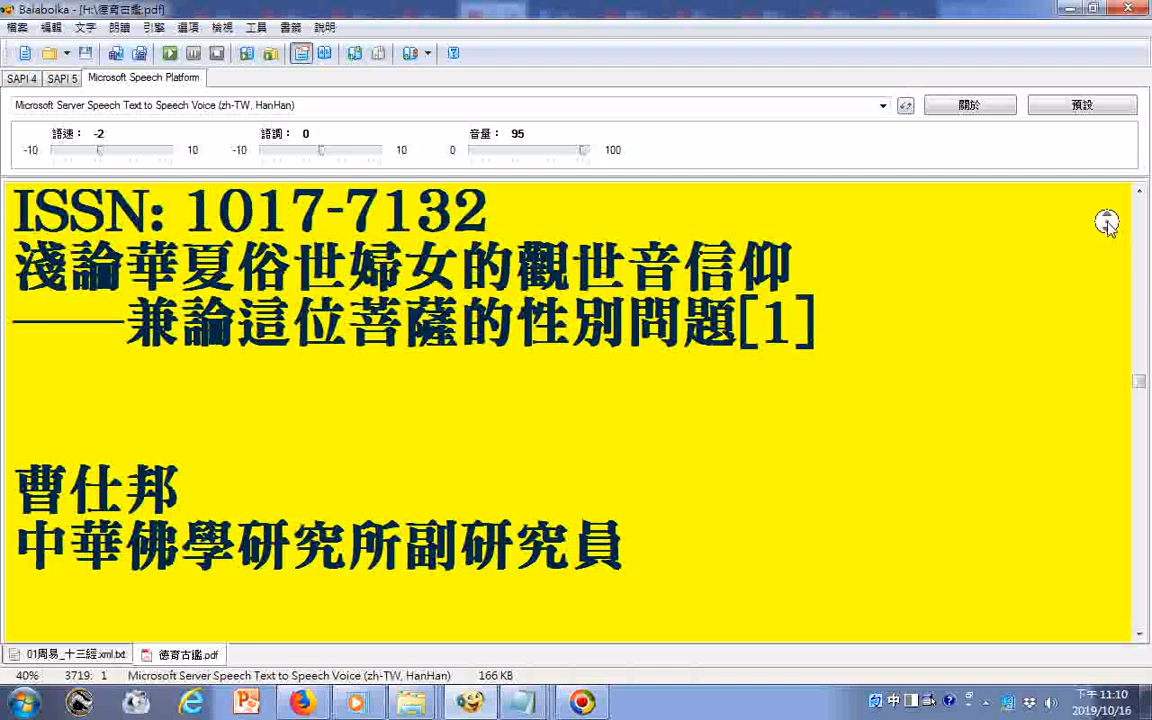 Balabolka - [H:\德育古鑑.pdf]
檔案 編輯 文字 朗讀 引擎 選項 檢視 工具 書籤 說明
SAPI 4 SAPI 5 Microsoft Speech Platform
Microsoft Server Speech Text to Speech Voice (zh-TW, HanHan) 關於 預設
語速： -2 語調： 0 音量： 95
-10 10 -10 10 0 100
ISSN: 1017-7132
淺論華夏俗世婦女的觀世音信仰
──兼論這位菩薩的性別問題[1]
曹仕邦
中華佛學研究所副研究員
01周易_十三經.xml.txt 德育古鑑.pdf
40% 3719: 1 Microsoft Server Speech Text to Speech Voice (zh-TW, HanHan) 166 KB
中 下午 11:10
2019/10/16